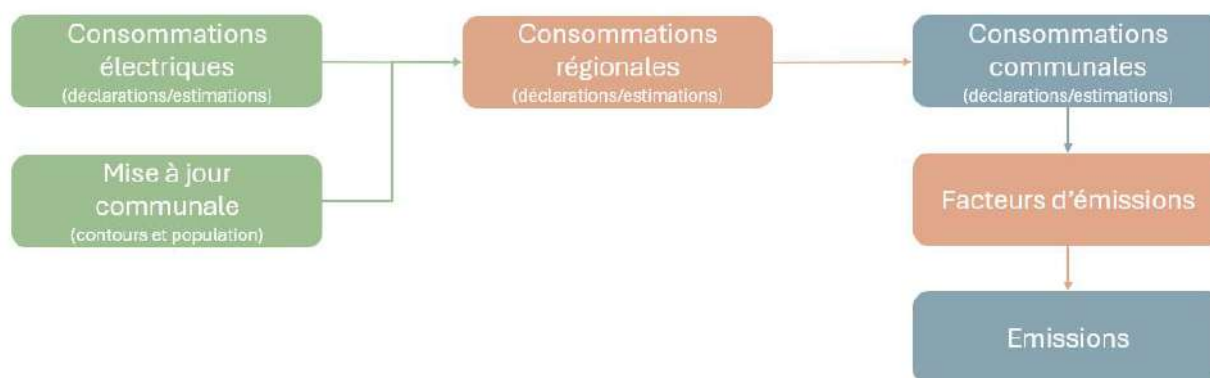 Consommations
électriques
(déclarations/estimations)
Consommations
régionales
(déclarations/estimations)
Consommations
communales
(déclarations/estimations)
Mise à jour
communale
(contours et population)
Facteurs d'émissions
Emissions